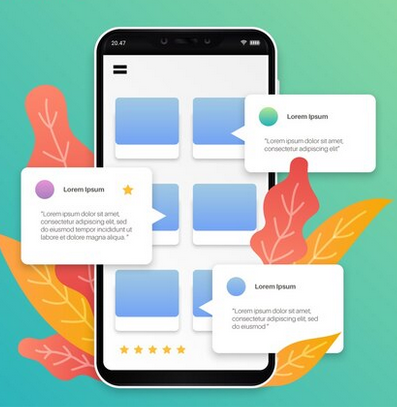 20.47
Lorem Ipsum
"Lorem ipsum dolor sit amet,
consectetur adipiscing elit"
Lorem Ipsum
"Lorem ipsum dolor sit amet,
consectetur adipiscing elit, sed
do eiusmod tempor incididunt ut
labore et dolore magna aliqua. "
Lorem Ipsum
"Lorem ipsum dolor sit amet,
consectetur adipiscing elit, sed
do eiusmod "